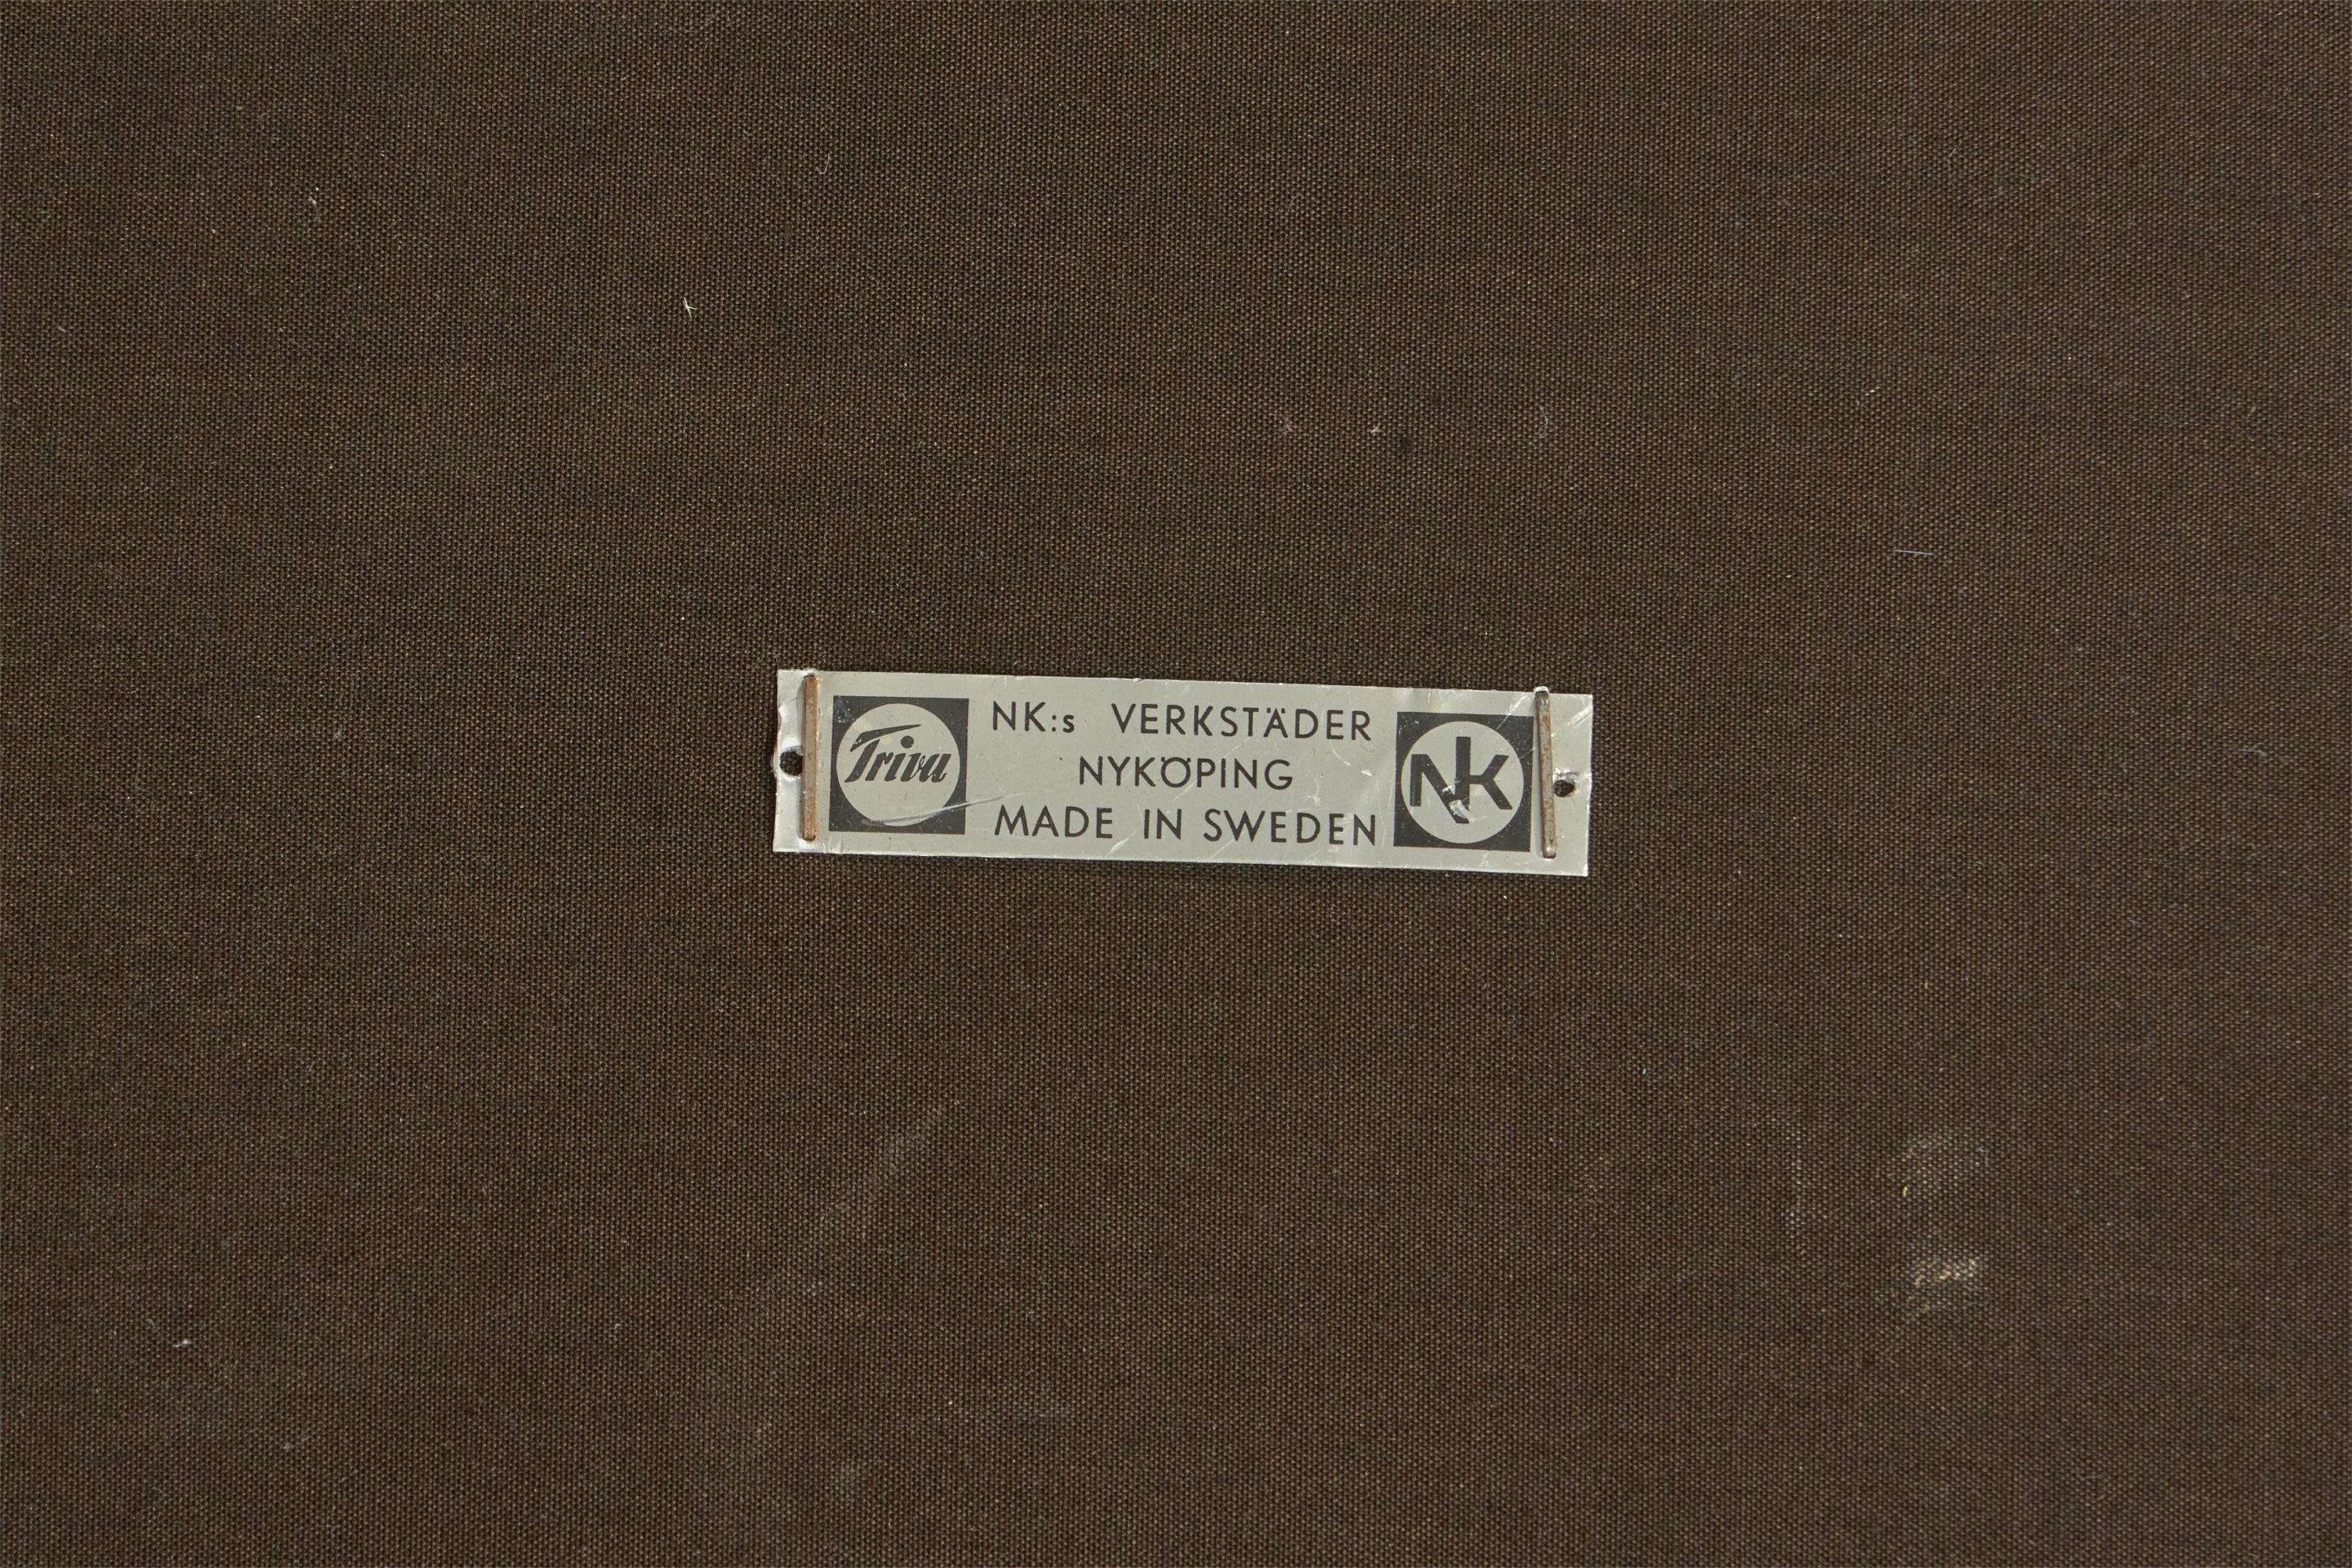 Triva
NK:s VERKSTÄDER
NYKÖPING
MADE IN SWEDEN
NK